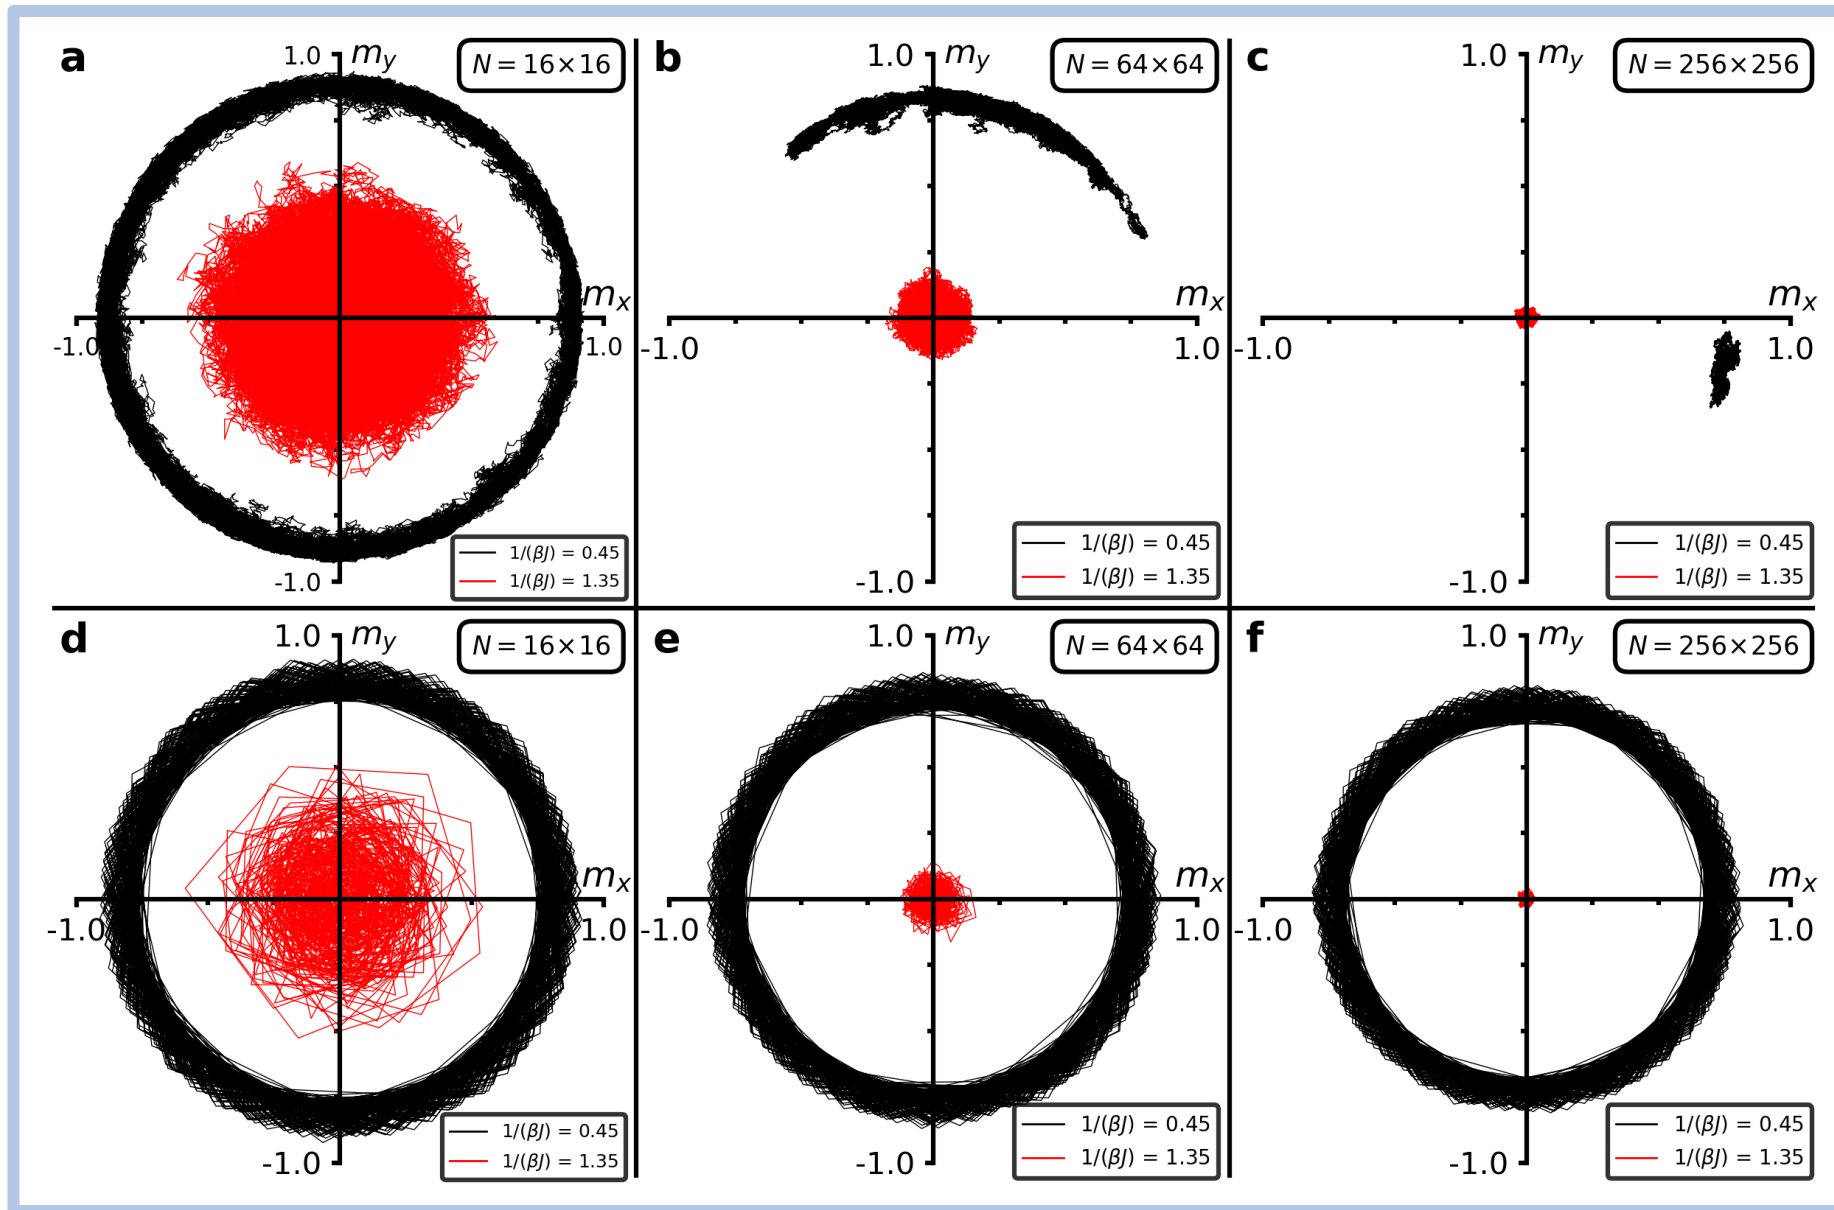 a
1.0 m_y
N = 16×16
m_x
-1.0
1.0
-1.0
1/(βJ) = 0.45
1/(βJ) = 1.35
b
1.0 m_y
N = 64×64
m_x
-1.0
1.0
-1.0
1/(βJ) = 0.45
1/(βJ) = 1.35
c
1.0 m_y
N = 256×256
m_x
-1.0
1.0
-1.0
1/(βJ) = 0.45
1/(βJ) = 1.35
d
1.0 m_y
N = 16×16
m_x
-1.0
1.0
-1.0
1/(βJ) = 0.45
1/(βJ) = 1.35
e
1.0 m_y
N = 64×64
m_x
-1.0
1.0
-1.0
1/(βJ) = 0.45
1/(βJ) = 1.35
f
1.0 m_y
N = 256×256
m_x
-1.0
1.0
-1.0
1/(βJ) = 0.45
1/(βJ) = 1.35